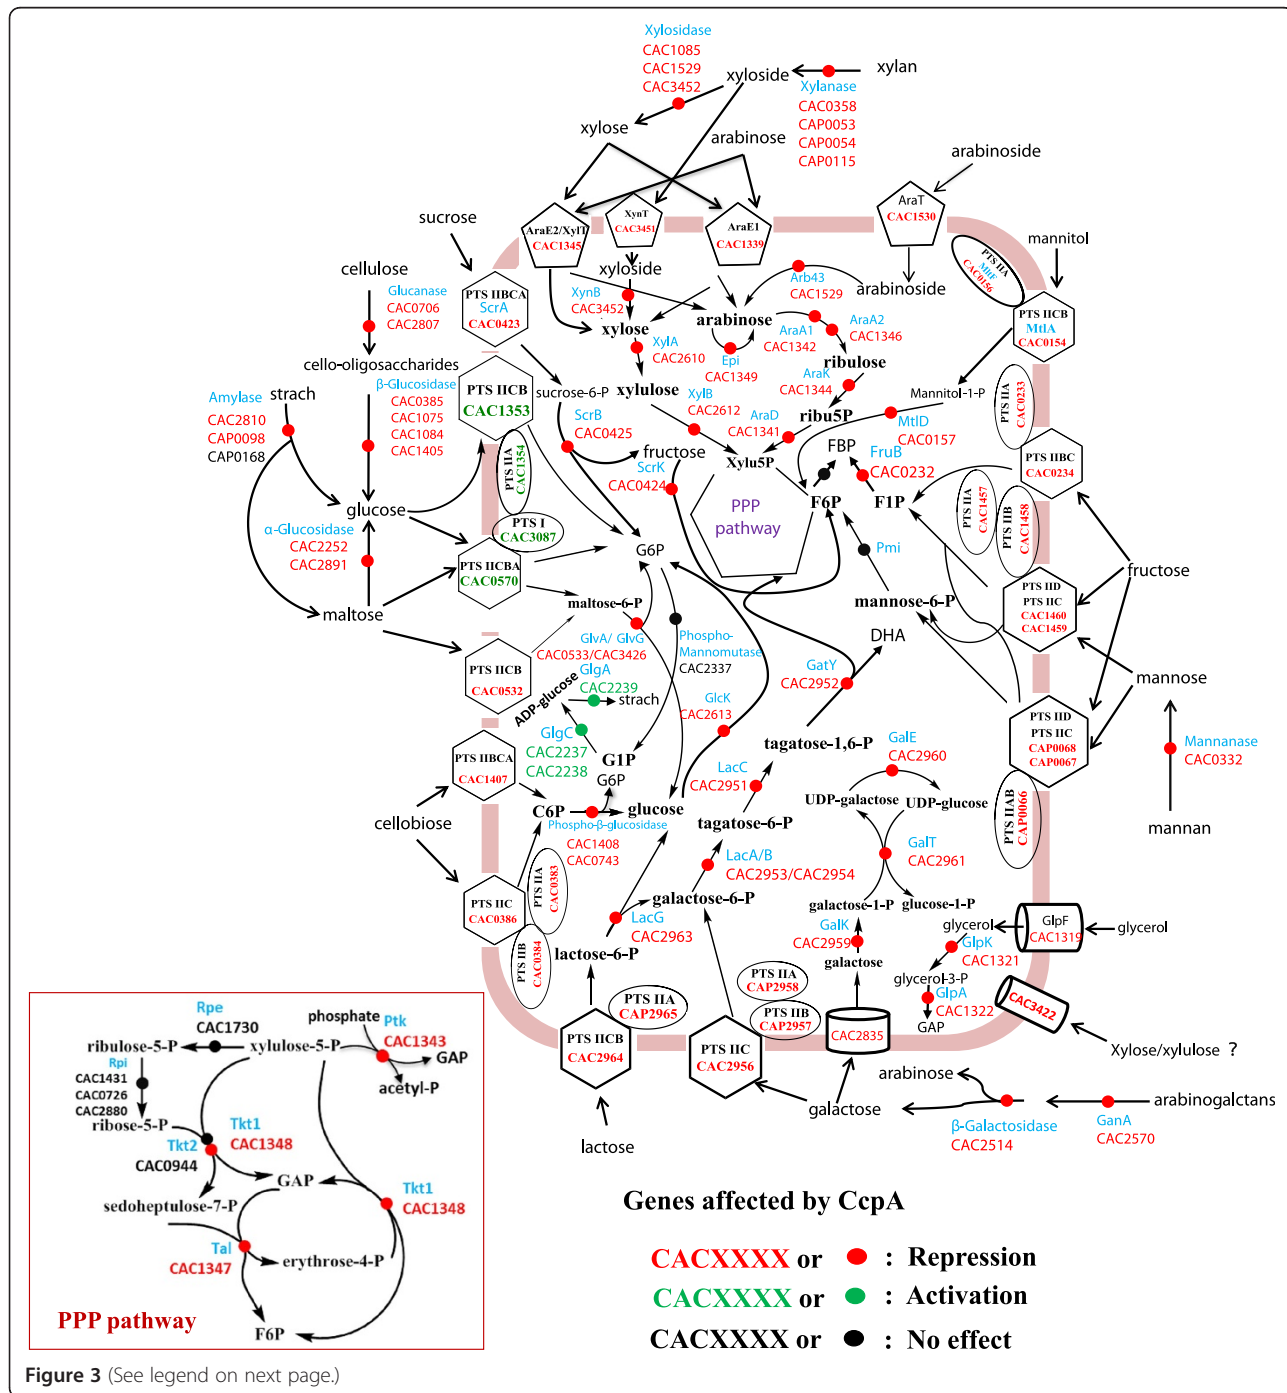 Xylosidase
CAC1085
CAC1529
CAC3452
xyloside
xylan
Xylanase
CAC0358
CAP0053
CAP0054
CAP0115
xylose
arabinose
arabinoside
sucrose
AraE2/XylT
CAC1345
XynT
CAC3451
AraE1
CAC1339
AraT
CAC1530
mannitol
PTS IIA
MtlF
CAC0156
cellulose
Glucanase
CAC0706
CAC2807
PTS IIBCA
ScrA
CAC0423
xyloside
XynB
CAC3452
xylose
arabinose
Arb43
CAC1529
arabinoside
PTS IICB
MtlA
CAC0154
XylA
CAC2610
Epi
CAC1349
AraA1
CAC1342
AraA2
CAC1346
ribulose
cello-oligosaccharides
β-Glucosidase
CAC0385
CAC1075
CAC1084
CAC1405
Amylase
strach
CAC2810
CAP0098
CAP0168
PTS IICB
CAC1353
sucrose-6-P
xylulose
XylB
CAC2612
AraK
CAC1344
ribu5P
AraD
CAC1341
Mannitol-1-P
MtlD
CAC0157
PTS IIA
CAC0233
ScrB
CAC0425
fructose
ScrK
CAC0424
Xylu5P
FBP
FruB
CAC0232
PTS IIBC
CAC0234
PTS IIA
CAC1354
PPP
pathway
F6P
F1P
PTS IIA
CAC1457
PTS IIB
CAC1458
glucose
PTS I
CAC3087
α-Glucosidase
CAC2252
CAC2891
G6P
Pmi
PTS IICBA
CAC0570
fructose
maltose
maltose-6-P
mannose-6-P
PTS IID
PTS IIC
CAC1460
CAC1459
GlvA/ GlvG
CAC0533/CAC3426
Phospho-
Mannomutase
CAC2337
DHA
PTS IICB
CAC0532
GlgA
CAC2239
strach
ADP-glucose
GatY
CAC2952
mannose
GlcK
CAC2613
GlgC
CAC2237
CAC2238
G1P
G6P
tagatose-1,6-P
PTS IID
PTS IIC
CAP0068
CAP0067
Mannanase
CAC0332
mannan
PTS IIBCA
CAC1407
GalE
CAC2960
LacC
CAC2951
UDP-galactose
UDP-glucose
PTS IIAB
CAP0066
cellobiose
C6P
glucose
Phospho-β-glucosidase
CAC1408
CAC0743
tagatose-6-P
GalT
CAC2961
LacA/B
CAC2953/CAC2954
PTS IIA
CAC0383
PTS IIC
CAC0386
PTS IIB
CAC0384
galactose-6-P
LacG
CAC2963
lactose-6-P
galactose-1-P
glucose-1-P
GalK
CAC2959
galactose
glycerol
GlpF
CAC1319
glycerol
GlpK
CAC1321
glycerol-3-P
GlpA
CAC1322
GAP
CAC3422
PTS IIA
CAP2958
PTS IIB
CAP2957
PTS IIA
CAP2965
PTS IICB
CAC2964
PTS IIC
CAC2956
CAC2835
Xylose/xylulose ?
arabinose
arabinogalctans
galactose
β-Galactosidase
CAC2514
GanA
CAC2570
lactose
Rpe
CAC1730
phosphate
Ptk
CAC1343
ribulose-5-P
xylulose-5-P
GAP
acetyl-P
Rpi
CAC1431
CAC0726
CAC2880
ribose-5-P
Tkt1
CAC1348
Tkt2
CAC0944
GAP
sedoheptulose-7-P
Tkt1
CAC1348
Tal
CAC1347
erythrose-4-P
F6P
PPP pathway
Genes affected by CcpA
CACXXXX or : Repression
CACXXXX or : Activation
CACXXXX or : No effect
Figure 3 (See legend on next page.)